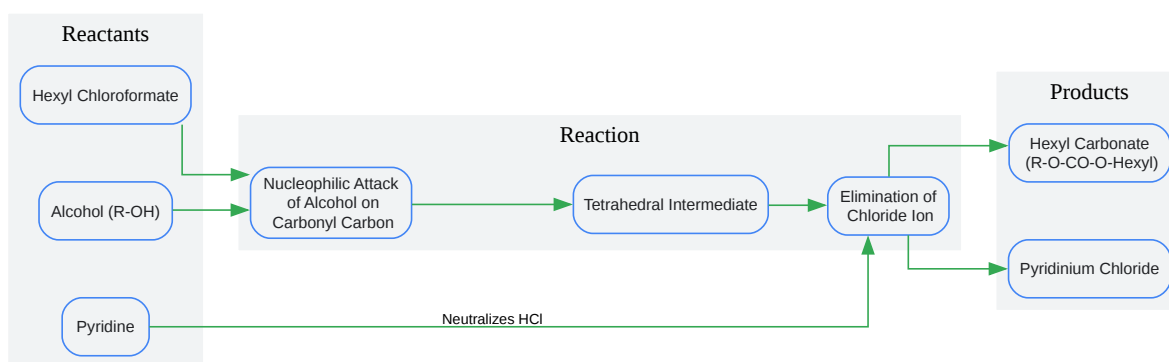 Reactants
Hexyl Chloroformate
Alcohol (R-OH)
Pyridine
Reaction
Nucleophilic Attack
of Alcohol on
Carbonyl Carbon
Tetrahedral Intermediate
Elimination of
Chloride Ion
Neutralizes HCl
Products
Hexyl Carbonate
(R-O-CO-O-Hexyl)
Pyridinium Chloride